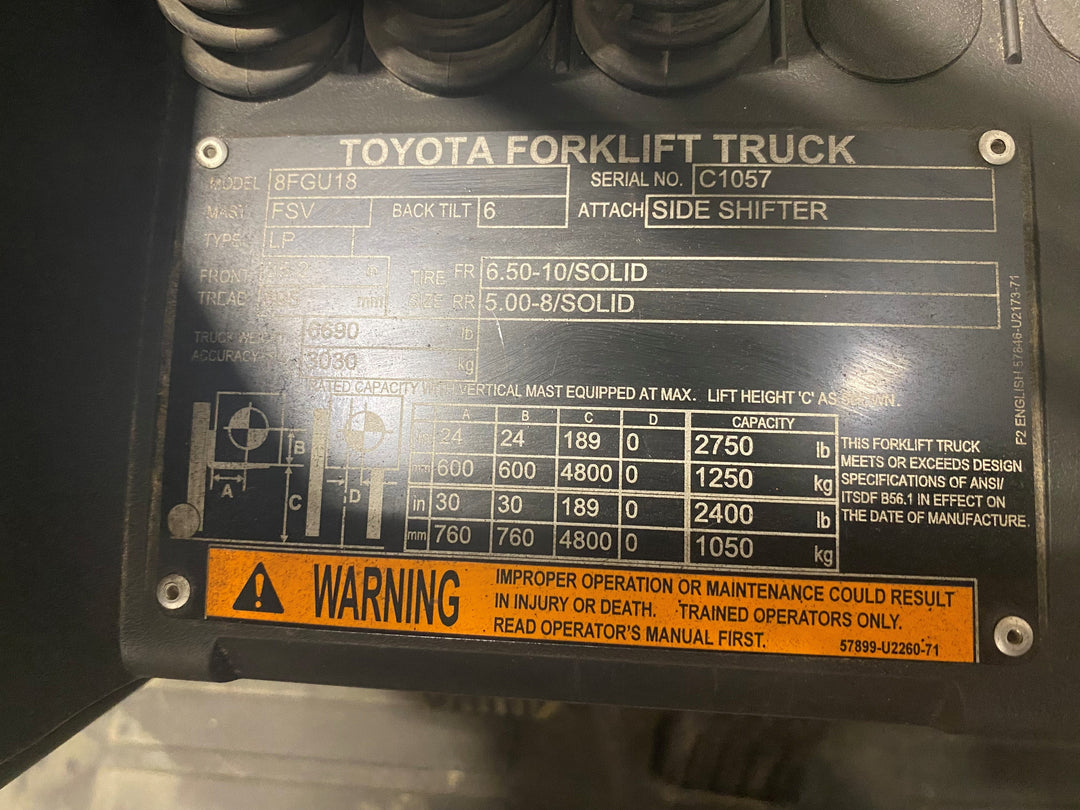 TOYOTA FORKLIFT TRUCK
MODEL 8FGU18 SERIAL NO. C1057
MAST FSV BACK TILT 6 ATTACH SIDE SHIFTER
TYPE LP
FRONT TIRE FR 6.50-10/SOLID
TREAD mm SIZE RR 5.00-8/SOLID
TRUCK 6690 lb
ACCURACY 3030 kg
RATED CAPACITY WITH VERTICAL MAST EQUIPPED AT MAX. LIFT HEIGHT 'C' AS SHOWN.
A B C D CAPACITY
in 24 24 189 0 2750 lb
mm 600 600 4800 0 1250 kg
in 30 30 189 0 2400 lb
mm 760 760 4800 0 1050 kg
A B C D
THIS FORKLIFT TRUCK
MEETS OR EXCEEDS DESIGN
SPECIFICATIONS OF ANSI/
ITSDF B56.1 IN EFFECT ON
THE DATE OF MANUFACTURE.
F2 ENGLISH 57646-U2173-71
WARNING
IMPROPER OPERATION OR MAINTENANCE COULD RESULT
IN INJURY OR DEATH. TRAINED OPERATORS ONLY.
READ OPERATOR'S MANUAL FIRST.
57899-U2260-71